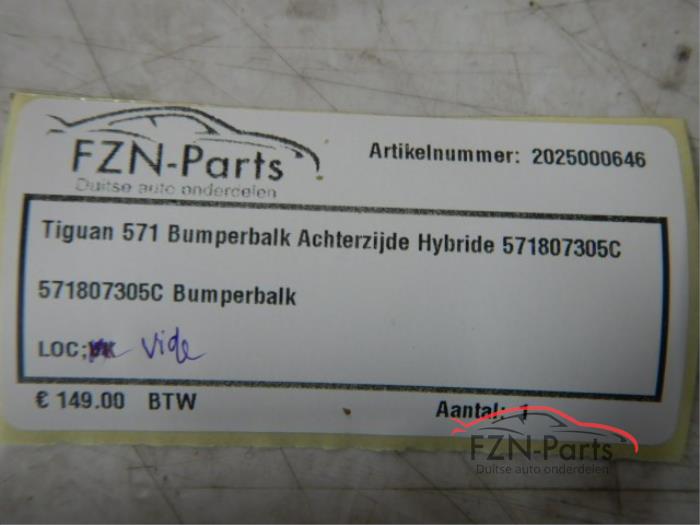 FZN-Parts
Duitse auto onderdelen
Artikelnummer: 2025000646
Tiguan 571 Bumperbalk Achterzijde Hybride 571807305C
571807305C Bumperbalk
LOC; Vide
€ 149.00 BTW
Aantal: 1
FZN-Parts
Duitse auto onderdelen